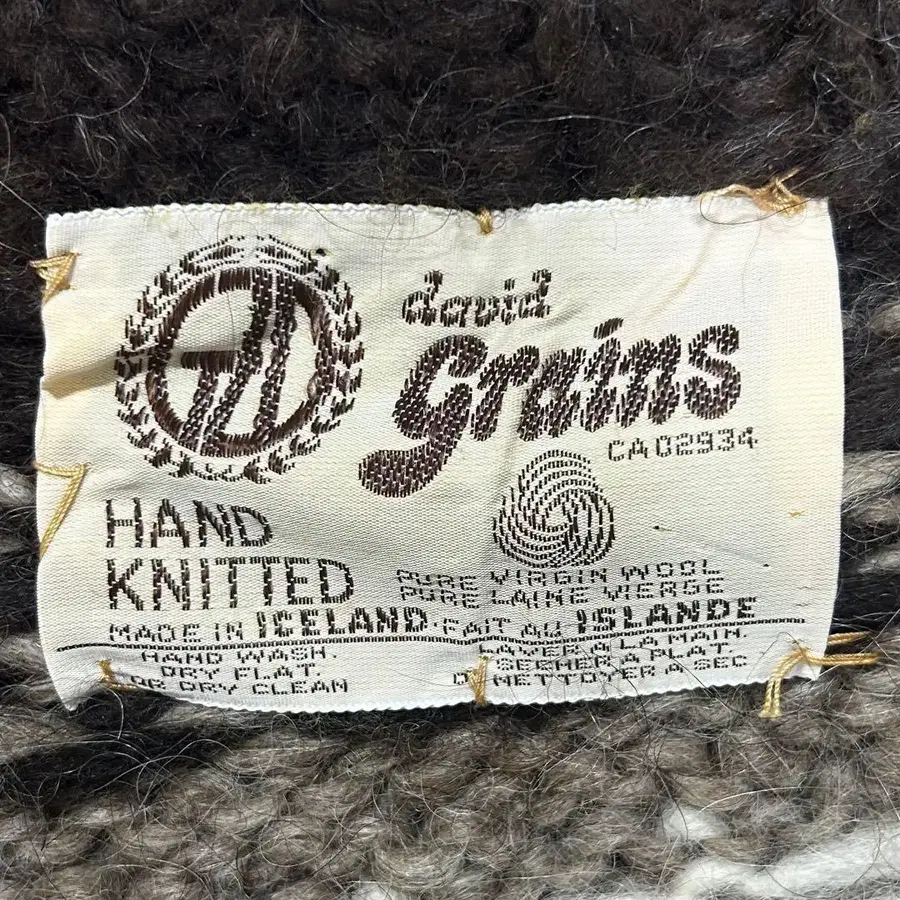 david
grains
CA02934
HAND
KNITTED
PURE VIRGIN WOOL
PURE LAINE VIERGE
MADE IN ICELAND · FAIT AU ISLANDE
HAND WASH.
DRY FLAT.
OR DRY CLEAN
LAVER A LA MAIN.
SECHER A PLAT.
NETTOYER A SEC